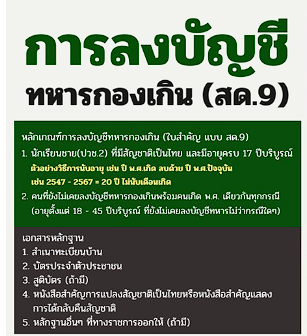 การลงบัญชี
ทหารกองเกิน (สด.9)
หลักเกณฑ์การลงบัญชีทหารกองเกิน (ใบสำคัญ แบบ สด.9)
1. นักเรียนชาย(ปวช.2) ที่มีสัญชาติเป็นไทย และมีอายุครบ 17 ปีบริบูรณ์
ตัวอย่างวิธีการนับอายุ เช่น ปี พ.ศ.เกิด ลบด้วย ปี พ.ศ.ปัจจุบัน
เช่น 2547 - 2567 = 20 ปี ไม่นับเดือนเกิด
2. คนที่ยังไม่เคยลงบัญชีทหารกองเกินพร้อมคนเกิด พ.ศ. เดียวกันทุกกรณี
(อายุตั้งแต่ 18 - 45 ปีบริบูรณ์ ที่ยังไม่เคยลงบัญชีทหารไม่ว่ากรณีใดๆ)
เอกสารหลักฐาน
1. สำเนาทะเบียนบ้าน
2. บัตรประจำตัวประชาชน
3. สูติบัตร (ถ้ามี)
4. หนังสือสำคัญการแปลงสัญชาติเป็นไทยหรือหนังสือสำคัญแสดง
การได้กลับคืนสัญชาติ
5. หลักฐานอื่นๆ ที่ทางราชการออกให้ (ถ้ามี)